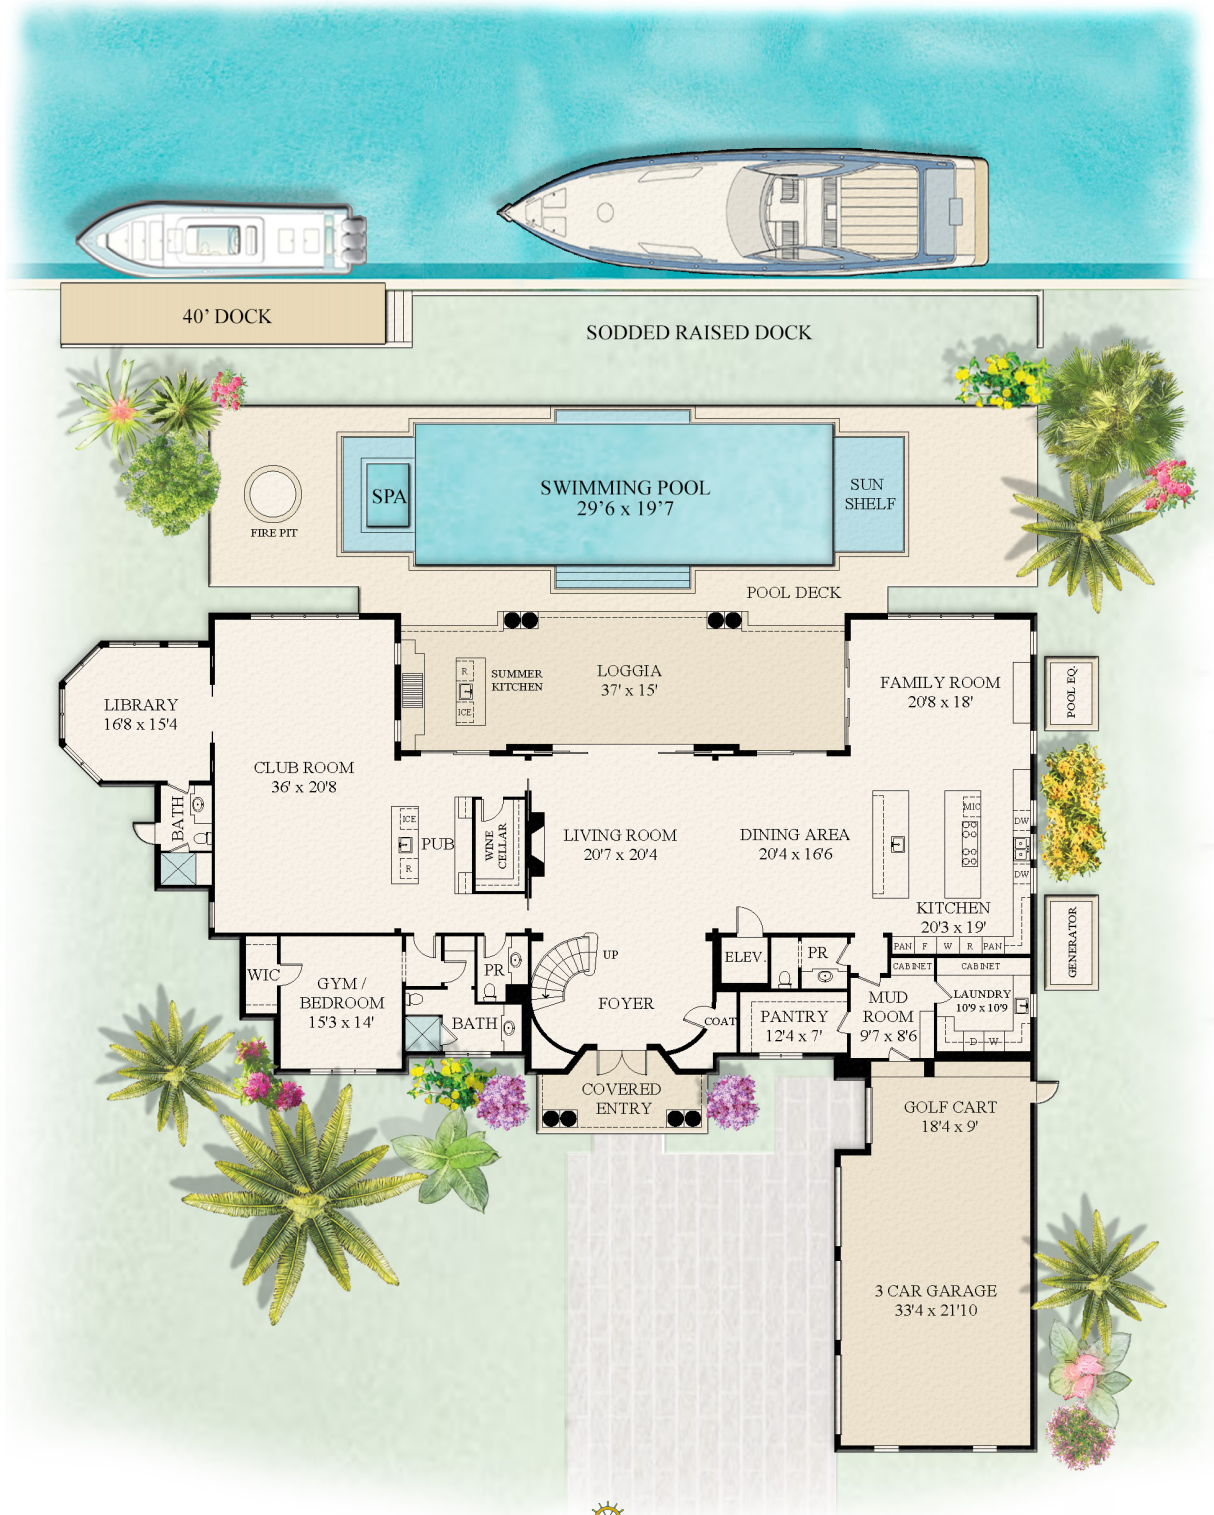 40’ DOCK
SODDED RAISED DOCK
SPA
SWIMMING POOL
29’6 x 19’7
SUN
SHELF
FIRE PIT
POOL DECK
SUMMER
KITCHEN
R
ICE
LOGGIA
37' x 15'
FAMILY ROOM
20'8 x 18'
POOL EQ.
LIBRARY
16'8 x 15'4
CLUB ROOM
36' x 20'8
BATH
ICE
R
PUB
WINE
CELLAR
LIVING ROOM
20'7 x 20'4
DINING AREA
20'4 x 16'6
MIC
DW
DW
KITCHEN
20'3 x 19'
PAN F W R PAN
GENERATOR
WIC
GYM /
BEDROOM
15'3 x 14'
PR
BATH
UP
FOYER
ELEV.
PR
COAT
PANTRY
12'4 x 7'
CABINET
CABINET
MUD
ROOM
9'7 x 8'6
LAUNDRY
10'9 x 10'9
D W
COVERED
ENTRY
GOLF CART
18'4 x 9'
3 CAR GARAGE
33'4 x 21'10